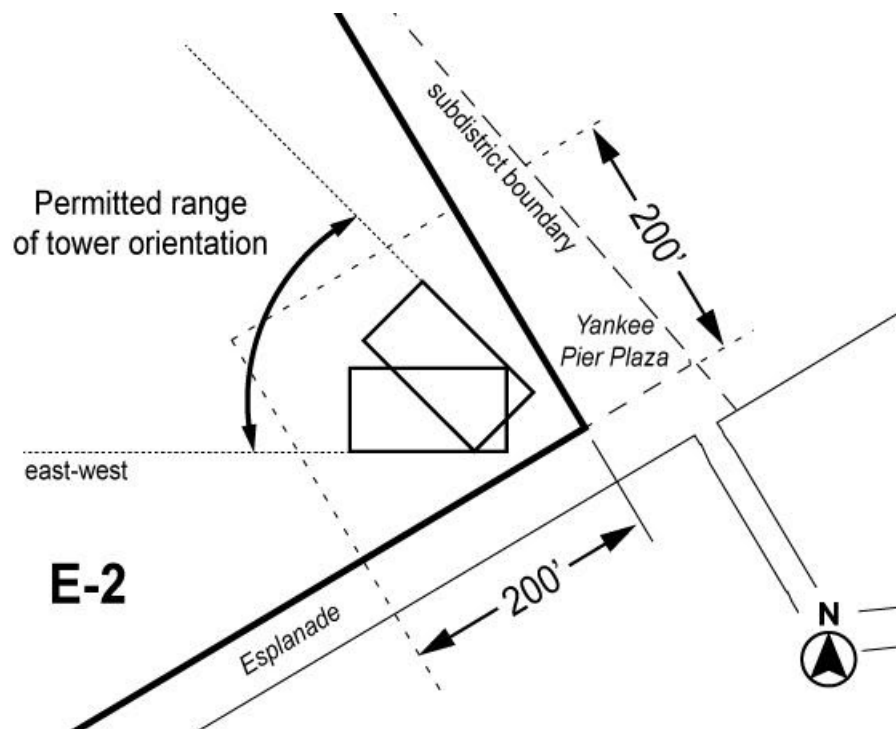 subdistrict boundary
Permitted range
of tower orientation
200'
Yankee
Pier Plaza
east-west
E-2
200'
Esplanade
N